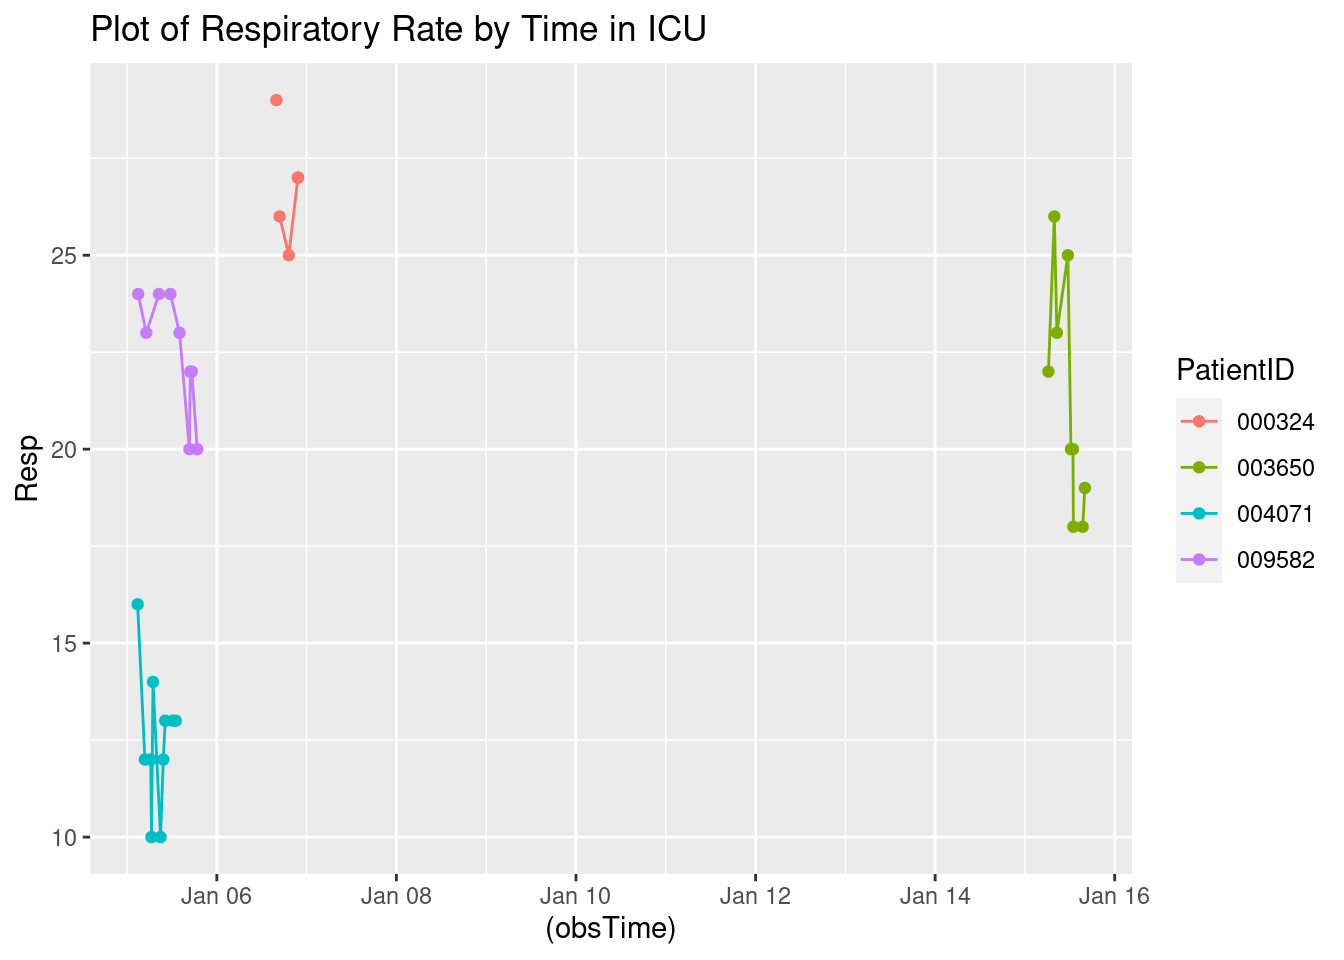 Plot of Respiratory Rate by Time in ICU
Resp
25
20
15
10
Jan 06 Jan 08 Jan 10 Jan 12 Jan 14 Jan 16
(obsTime)
PatientID
000324
003650
004071
009582